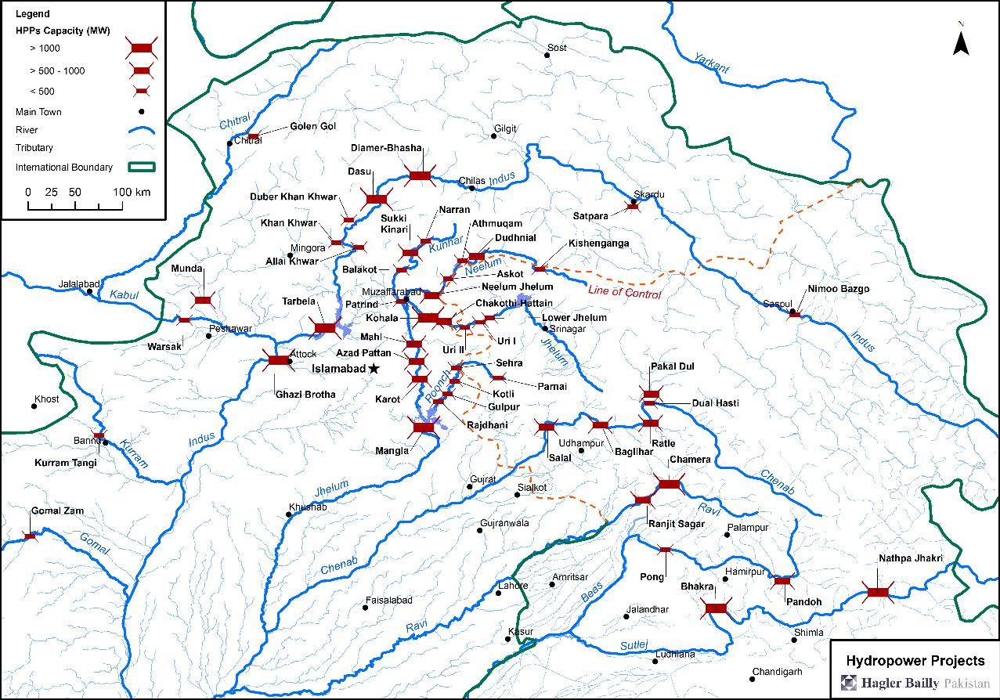 Legend
HPPs Capacity (MW)
> 1000
> 500 - 1000
< 500
Main Town
River
Tributary
International Boundary
0 25 50 100 km
N
Sost
Yarkant
Chitral
Golen Gol
Chitral
Gilgit
Diamer-Bhasha
Dasu
Chilas
Indus
Skardu
Duber Khan Khwar
Satpara
Narran
Sukki
Kinari
Khan Khwar
Athmuqam
Dudhnial
Kunhar
Kishenganga
Mingora
Allai Khwar
Neelum
Munda
Balakot
Askot
Jalalabad
Neelum Jhelum
Line of Control
Nimoo Bazgo
Kabul
Muzaffarabad
Tarbela
Patrind
Chakothi-Hattain
Saspul
Kohala
Lower Jhelum
Peshawar
Srinagar
Warsak
Mahl
Uri I
Uri II
Jhelum
Indus
Attock
Azad Pattan
Islamabad
Sehra
Pakal Dul
Poonch
Parnai
Ghazi Brotha
Kotli
Khost
Karot
Gulpur
Dual Hasti
Rajdhani
Bannu
Indus
Kurram
Mangla
Udhampur
Ratle
Salal
Baglihar
Kurram Tangi
Chamera
Gujrat
Chenab
Jhelum
Sialkot
Khushab
Ravi
Gomal Zam
Gujranwala
Ranjit Sagar
Palampur
Gomal
Chenab
Nathpa Jhakri
Pong
Hamirpur
Amritsar
Lahore
Beas
Bhakra
Pandoh
Faisalabad
Jalandhar
Ravi
Kasur
Shimla
Sutlej
Ludhiana
Chandigarh
Hydropower Projects
Hagler Bailly Pakistan